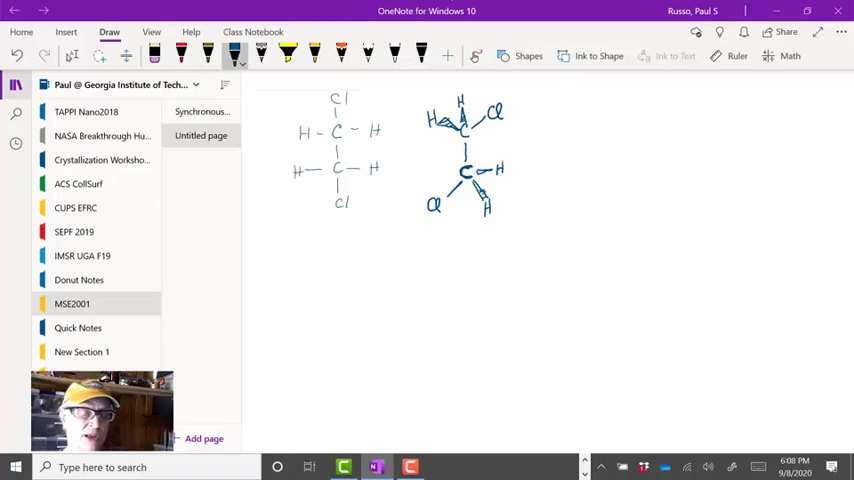 OneNote for Windows 10
Russo, Paul S
Home Insert Draw View Class Notebook
Share
Shapes Ink to Shape Ink to Text Ruler Math
Paul @ Georgia Institute of Tech...
TAPPI Nano2018
NASA Breakthrough Hu...
Crystallization Worksho...
ACS CollSurf
CUPS EFRC
SEPF 2019
IMSR UGA F19
Donut Notes
MSE2001
Quick Notes
New Section 1
Synchronous...
Untitled page
Add page
Cl
H - C - H
H - C - H
Cl
H
H Cl
C
C H
Cl H
Type here to search
6:08 PM
9/8/2020